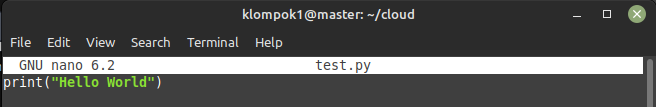 klompok1@master: ~/cloud
File Edit View Search Terminal Help
GNU nano 6.2 test.py
print("Hello World")